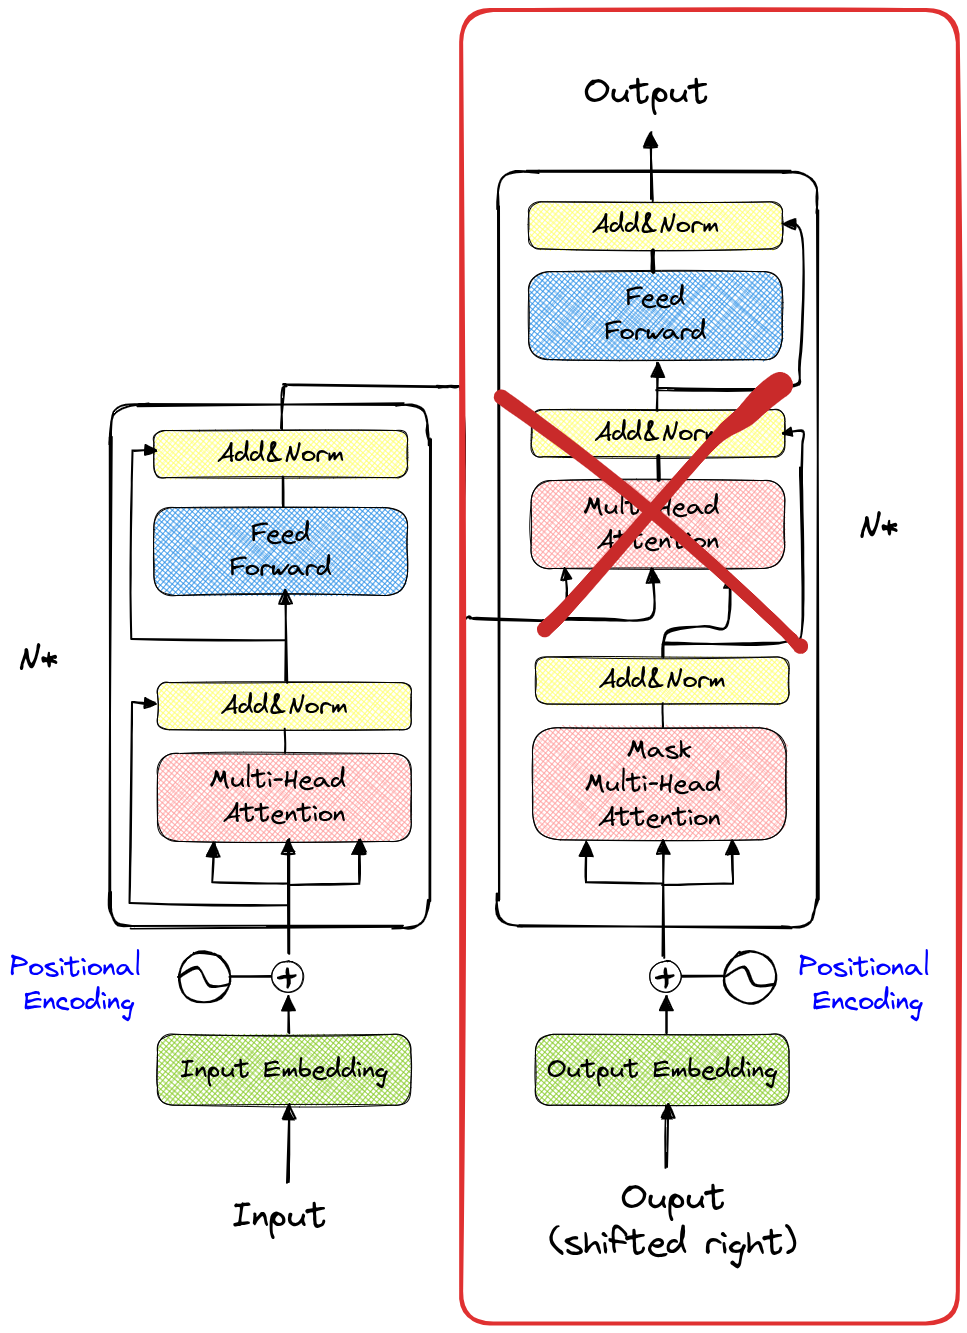 Output
Add&Norm
Feed
Forward
Add&Norm
Multi-Head
Attention
N*
Add&Norm
Mask
Multi-Head
Attention
Positional
Encoding
Output Embedding
Ouput
(shifted right)
Add&Norm
Feed
Forward
N*
Add&Norm
Multi-Head
Attention
Positional
Encoding
Input Embedding
Input